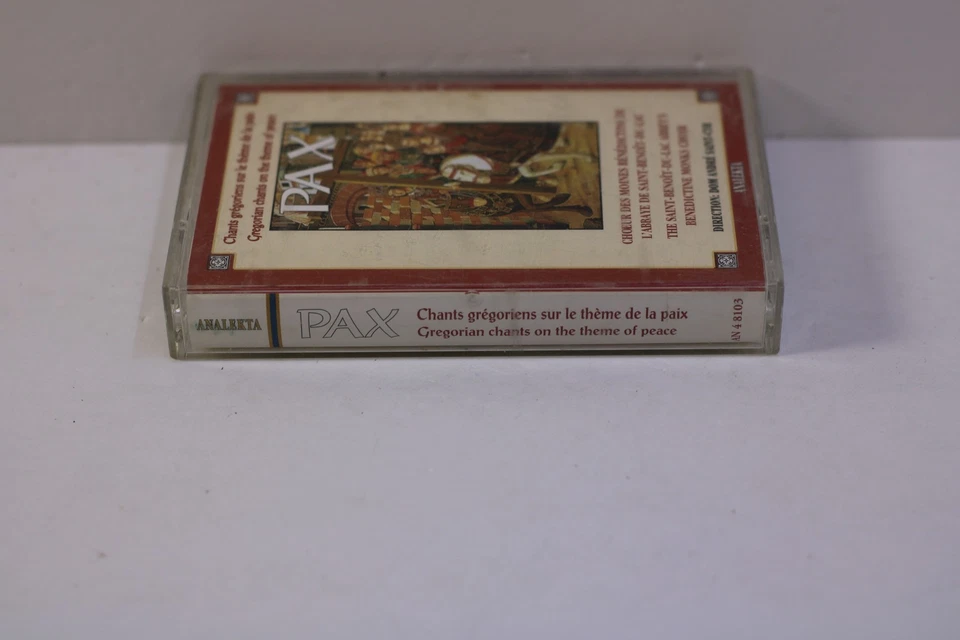 Chants grégoriens sur le thème de la paix
Gregorian chants on the theme of peace
PAX
CHŒUR DES MOINES BÉNÉDICTINS DE
L'ABBAYE DE SAINT-BENOÎT-DU-LAC
THE SAINT-BENOÎT-DU-LAC ABBEY'S
BENEDICTINE MONKS CHOIR
DIRECTION: DOM ANDRÉ SAINT-CYR
ANALEKTA
ANALEKTA
PAX
Chants grégoriens sur le thème de la paix
Gregorian chants on the theme of peace
AN 4 8103